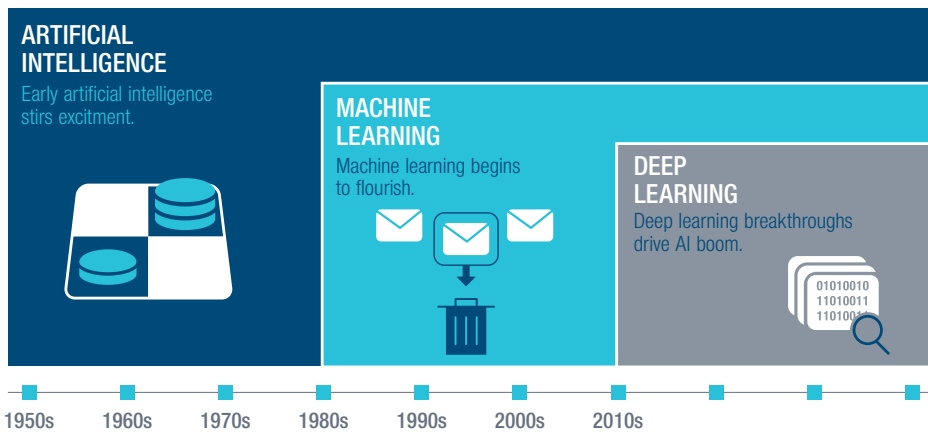 ARTIFICIAL
INTELLIGENCE
Early artificial intelligence
stirs excitment.
MACHINE
LEARNING
Machine learning begins
to flourish.
DEEP
LEARNING
Deep learning breakthroughs
drive AI boom.
01010010
11010011
1101001
1950s 1960s 1970s 1980s 1990s 2000s 2010s